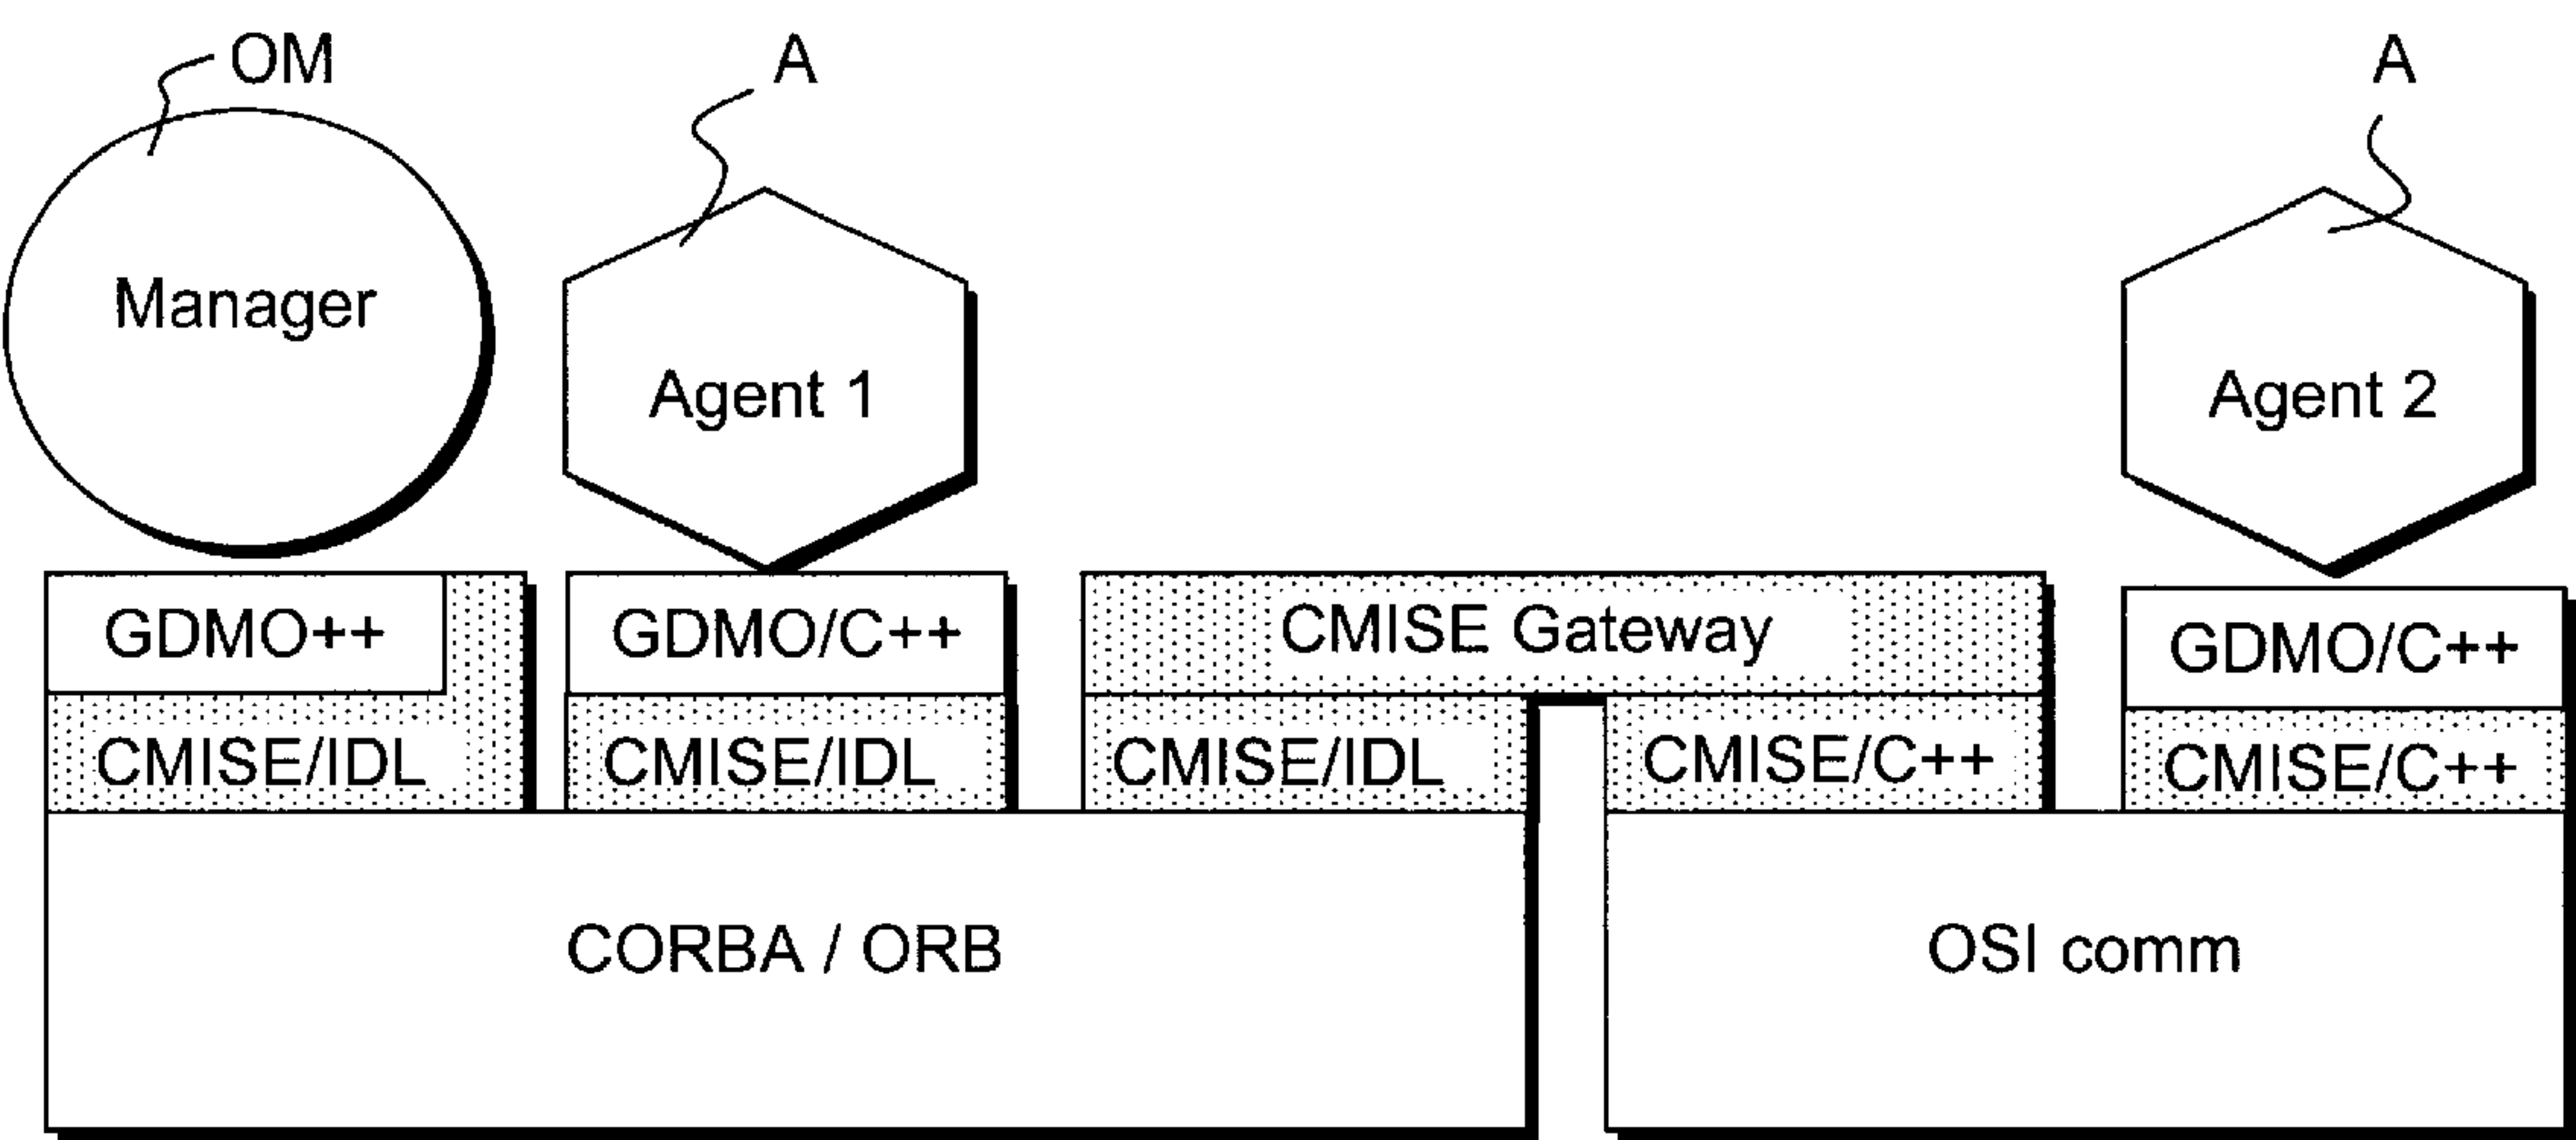 OM
A
A
Manager
Agent 1
Agent 2
GDMO++
GDMO/C++
CMISE Gateway
GDMO/C++
CMISE/IDL
CMISE/IDL
CMISE/IDL
CMISE/C++
CMISE/C++
CORBA / ORB
OSI comm